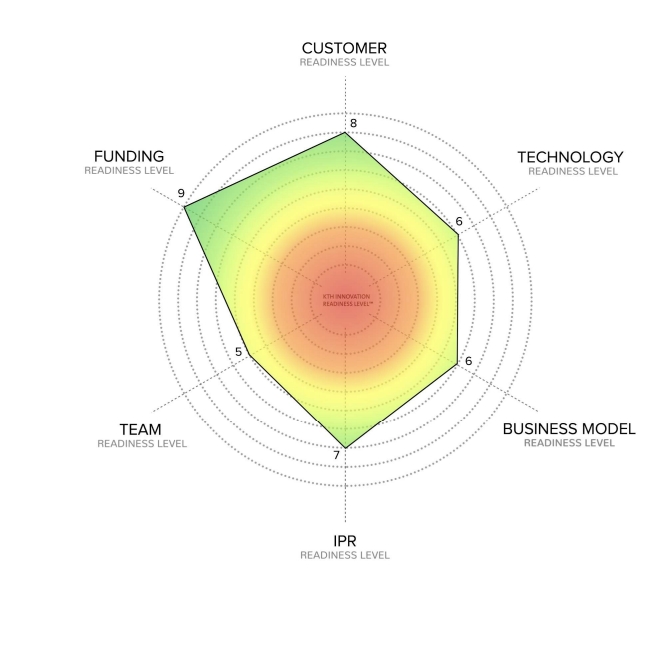 CUSTOMER
READINESS LEVEL
8
FUNDING
READINESS LEVEL
9
TECHNOLOGY
READINESS LEVEL
6
KTH INNOVATION
READINESS LEVEL™
5
6
TEAM
READINESS LEVEL
BUSINESS MODEL
READINESS LEVEL
7
IPR
READINESS LEVEL